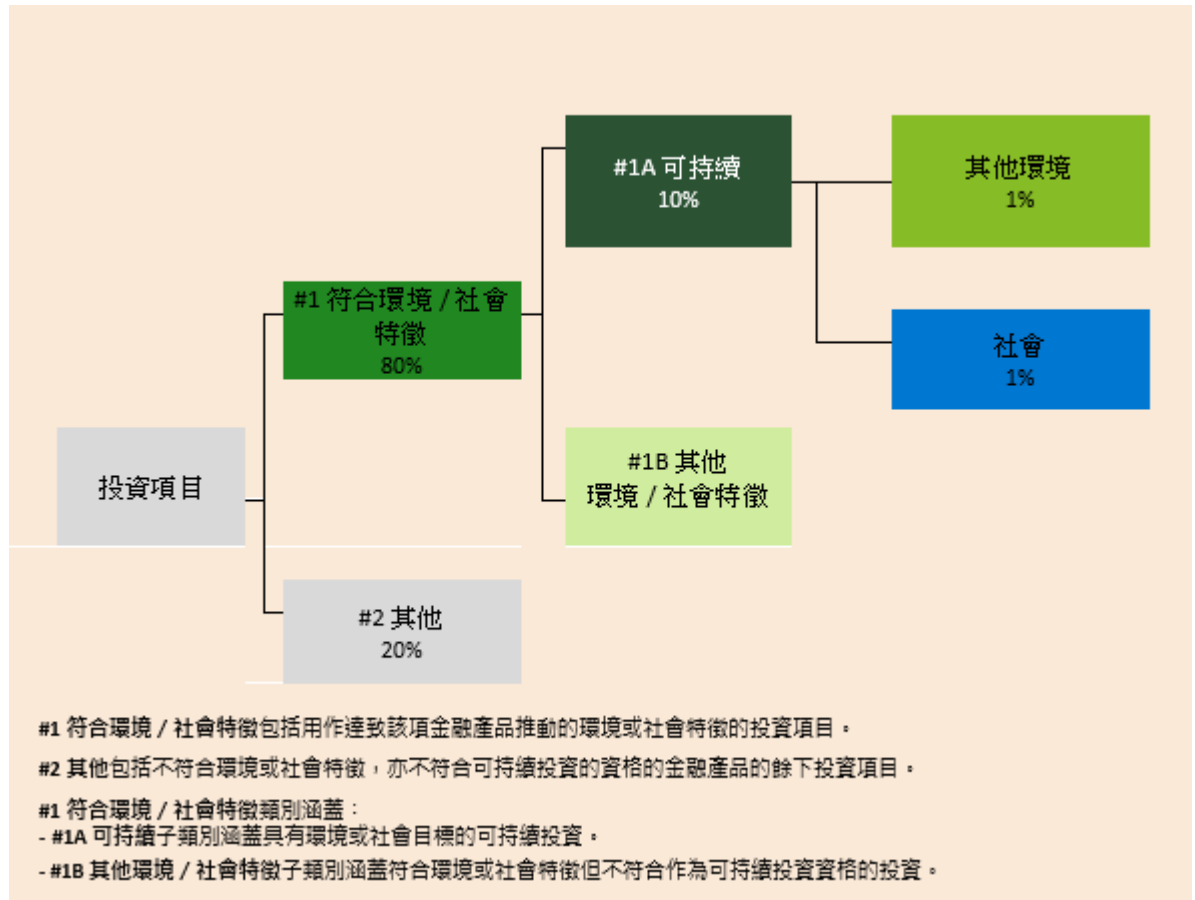 #1A 可持續
10%
其他環境
1%
#1 符合環境 / 社會
特徵
80%
社會
1%
投資項目
#1B 其他
環境 / 社會特徵
#2 其他
20%
#1 符合環境 / 社會特徵包括用作達致該項金融產品推動的環境或社會特徵的投資項目。
#2 其他包括不符合環境或社會特徵，亦不符合可持續投資的資格的金融產品的餘下投資項目。
#1 符合環境 / 社會特徵類別涵蓋：
- #1A 可持續子類別涵蓋具有環境或社會目標的可持續投資。
- #1B 其他環境 / 社會特徵子類別涵蓋符合環境或社會特徵但不符合作為可持續投資資格的投資。